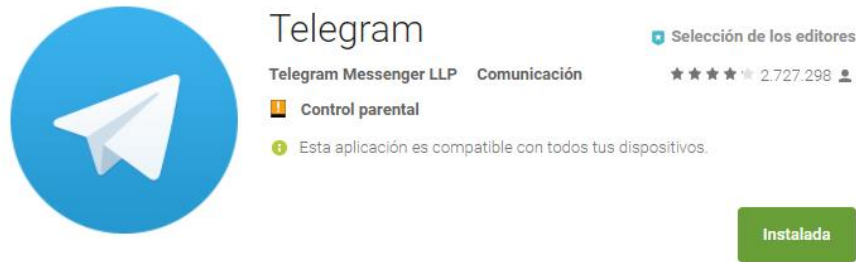 Telegram
Selección de los editores
Telegram Messenger LLP Comunicación
2.727.298
Control parental
Esta aplicación es compatible con todos tus dispositivos.
Instalada